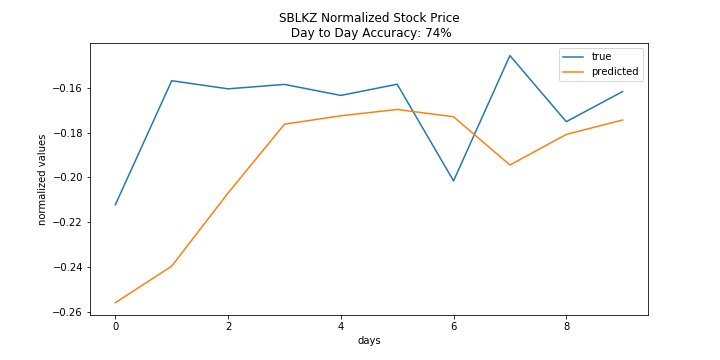 SBLKZ Normalized Stock Price
Day to Day Accuracy: 74%
true
predicted
normalized values
−0.16
−0.18
−0.20
−0.22
−0.24
−0.26
0 2 4 6 8
days